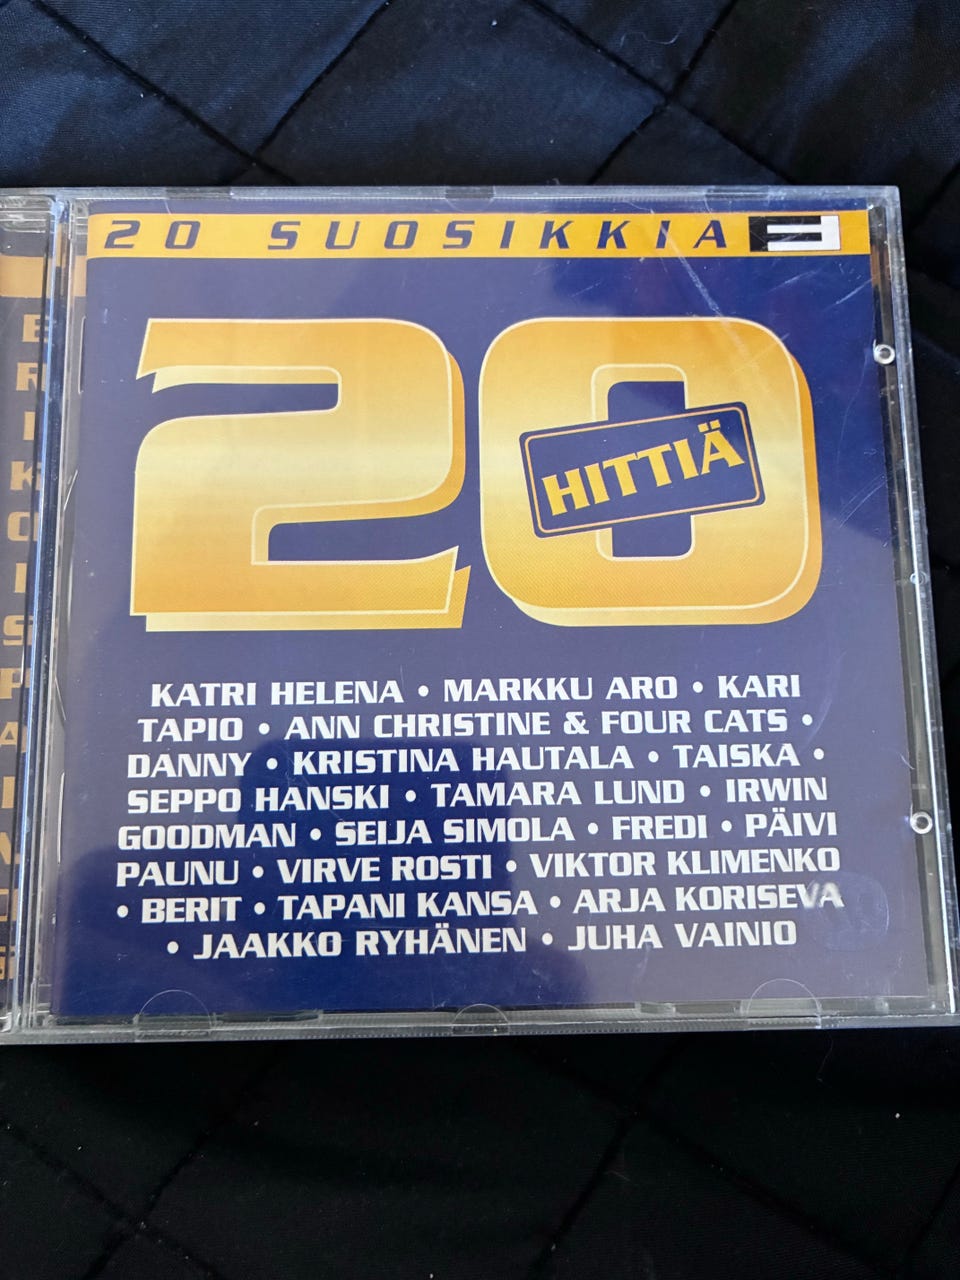 20 SUOSIKKIA
20
HITTIÄ
KATRI HELENA • MARKKU ARO • KARI
TAPIO • ANN CHRISTINE & FOUR CATS •
DANNY • KRISTINA HAUTALA • TAISKA •
SEPPO HANSKI • TAMARA LUND • IRWIN
GOODMAN • SEIJA SIMOLA • FREDI • PÄIVI
PAUNU • VIRVE ROSTI • VIKTOR KLIMENKO
• BERIT • TAPANI KANSA • ARJA KORISEVA
• JAAKKO RYHÄNEN • JUHA VAINIO
ERIKOISPAINO